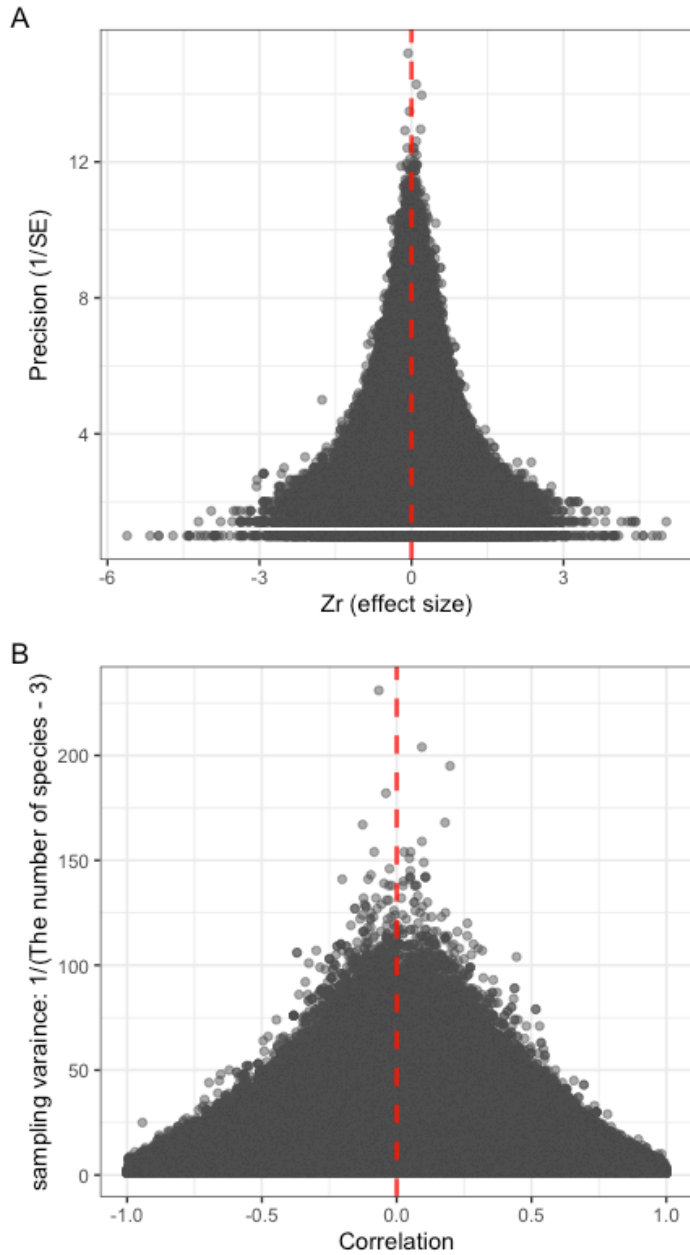 A
Precision (1/SE)
12
8
4
-6
-3
0
3
Zr (effect size)
B
sampling varaince: 1/(The number of species - 3)
200
150
100
50
0
-1.0
-0.5
0.0
0.5
1.0
Correlation